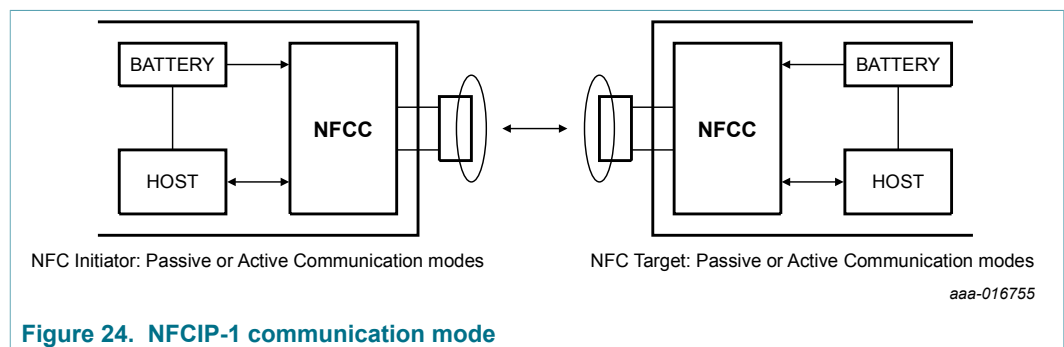 BATTERY
NFCC
HOST
BATTERY
NFCC
HOST
NFC Initiator: Passive or Active Communication modes
NFC Target: Passive or Active Communication modes
aaa-016755
Figure 24. NFCIP-1 communication mode